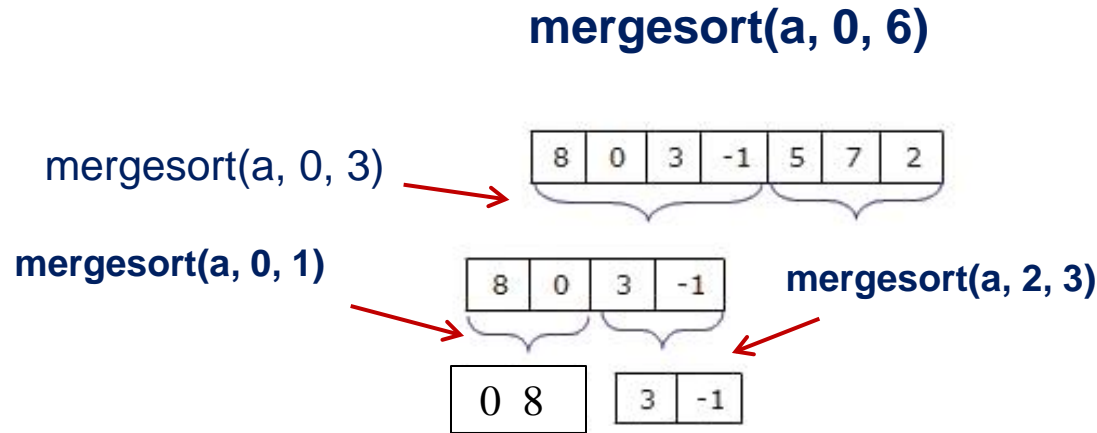 mergesort(a, 0, 6)
mergesort(a, 0, 3)
8 0 3 -1 5 7 2
mergesort(a, 0, 1)
8 0 3 -1
mergesort(a, 2, 3)
0 8
3 -1